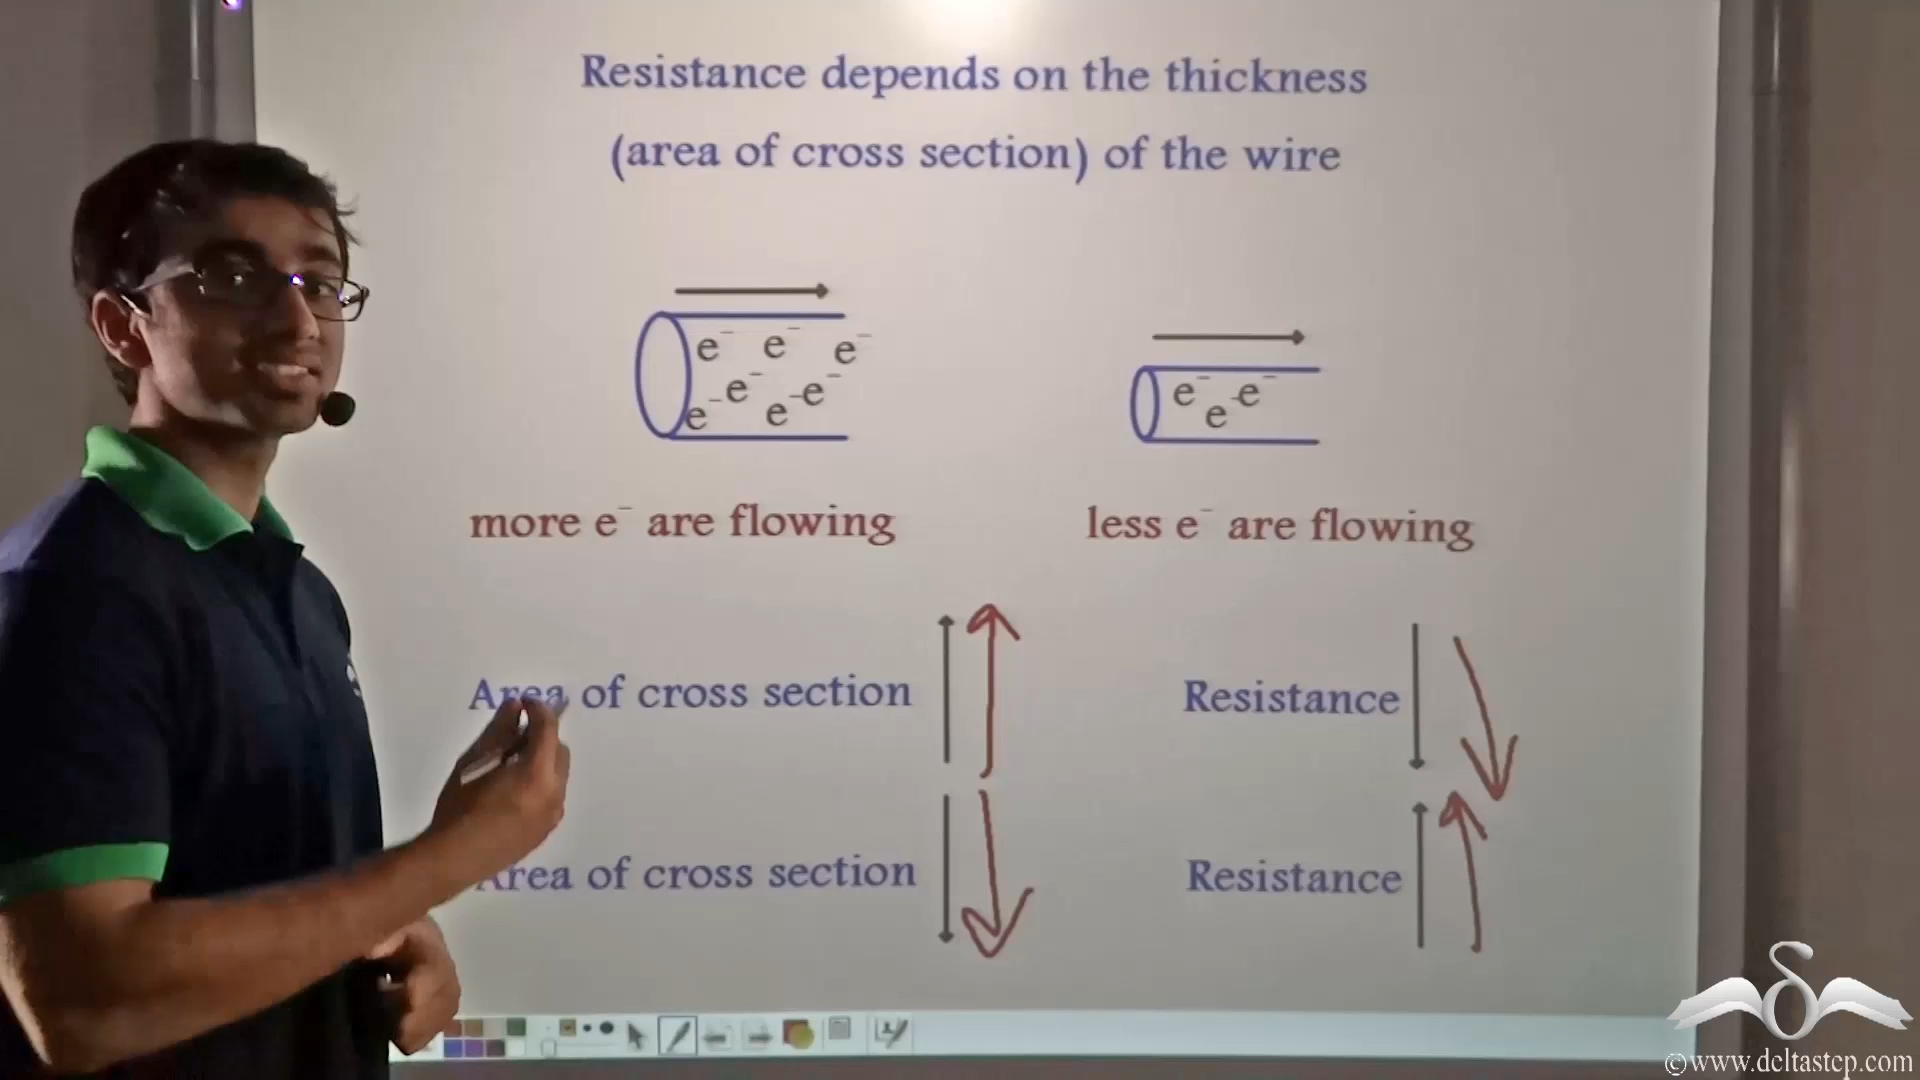 Resistance depends on the thickness
(area of cross section) of the wire
e⁻ e⁻ e⁻
e⁻ e⁻ e⁻ e⁻
e⁻ e⁻ e⁻
more e⁻ are flowing
less e⁻ are flowing
Area of cross section
Resistance
Area of cross section
Resistance
©www.deltastep.com